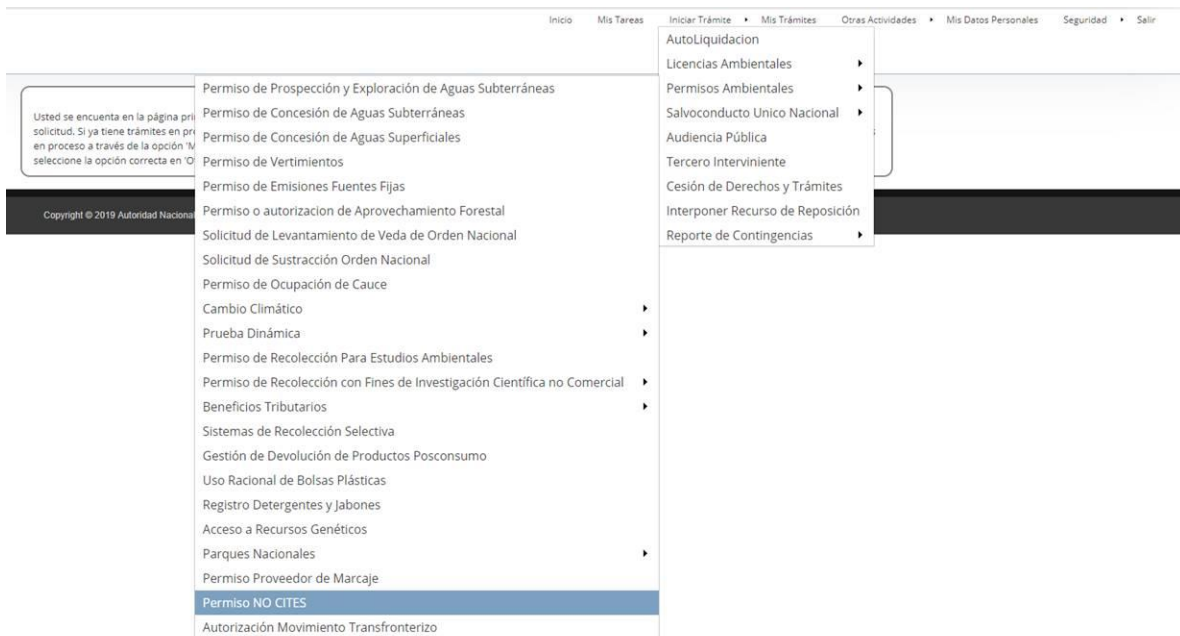 Inicio Mis Tareas Iniciar Trámite Mis Trámites Otras Actividades Mis Datos Personales Seguridad Salir
AutoLiquidacion
Licencias Ambientales
Permisos Ambientales
Salvoconducto Unico Nacional
Audiencia Pública
Tercero Interviniente
Cesión de Derechos y Trámites
Interponer Recurso de Reposición
Reporte de Contingencias
Permiso de Prospección y Exploración de Aguas Subterráneas
Permiso de Concesión de Aguas Subterráneas
Permiso de Concesión de Aguas Superficiales
Permiso de Vertimientos
Permiso de Emisiones Fuentes Fijas
Permiso o autorizacion de Aprovechamiento Forestal
Solicitud de Levantamiento de Veda de Orden Nacional
Solicitud de Sustracción Orden Nacional
Permiso de Ocupación de Cauce
Cambio Climático
Prueba Dinámica
Permiso de Recolección Para Estudios Ambientales
Permiso de Recolección con Fines de Investigación Científica no Comercial
Beneficios Tributarios
Sistemas de Recolección Selectiva
Gestión de Devolución de Productos Posconsumo
Uso Racional de Bolsas Plásticas
Registro Detergentes y Jabones
Acceso a Recursos Genéticos
Parques Nacionales
Permiso Proveedor de Marcaje
Permiso NO CITES
Autorización Movimiento Transfronterizo
Usted se encuenta en la página pri
solicitud. Si ya tiene trámites en pr
en proceso a través de la opción 'M
seleccione la opción correcta en 'O
Copyright © 2019 Autoridad Nacional